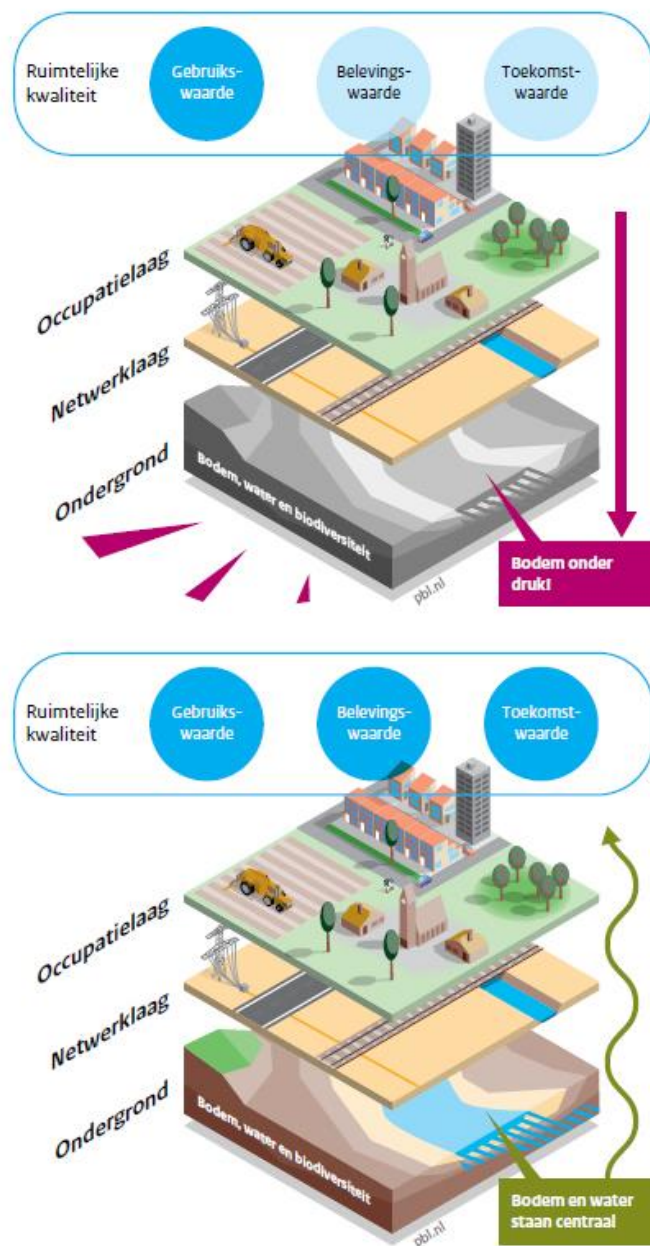 Ruimtelijke
kwaliteit
Gebruiks-
waarde
Belevings-
waarde
Toekomst-
waarde
Occupatielaag
Netwerklaag
Ondergrond
Bodem, water en biodiversiteit
Bodem onder
druk!
pbl.nl
Ruimtelijke
kwaliteit
Gebruiks-
waarde
Belevings-
waarde
Toekomst-
waarde
Occupatielaag
Netwerklaag
Ondergrond
Bodem, water en biodiversiteit
Bodem en water
staan centraal
pbl.nl